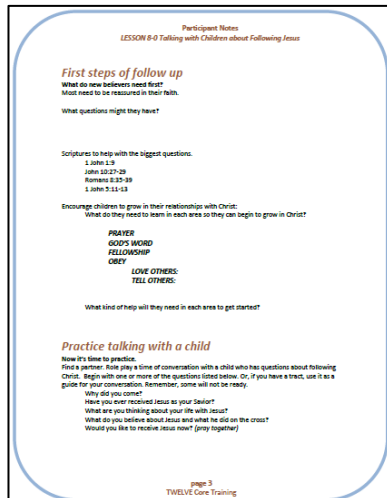 Participant Notes
LESSON 8-0 Talking with Children about Following Jesus
First steps of follow up
What do new believers need first?
Most need to be reassured in their faith.
What questions might they have?
Scriptures to help with the biggest questions.
1 John 1:9
John 10:27-29
Romans 8:35-39
1 John 5:11-13
Encourage children to grow in their relationships with Christ:
What do they need to learn in each area so they can begin to grow in Christ?
PRAYER
GOD'S WORD
FELLOWSHIP
OBEY
LOVE OTHERS:
TELL OTHERS:
What kind of help will they need in each area to get started?
Practice talking with a child
Now it's time to practice.
Find a partner. Role play a time of conversation with a child who has questions about following
Christ. Begin with one or more of the questions listed below. Or, if you have a tract, use it as a
guide for your conversation. Remember, some will not be ready.
Why did you come?
Have you ever received Jesus as your Savior?
What are you thinking about your life with Jesus?
What do you believe about Jesus and what he did on the cross?
Would you like to receive Jesus now? (pray together)
page 3
TWELVE Core Training